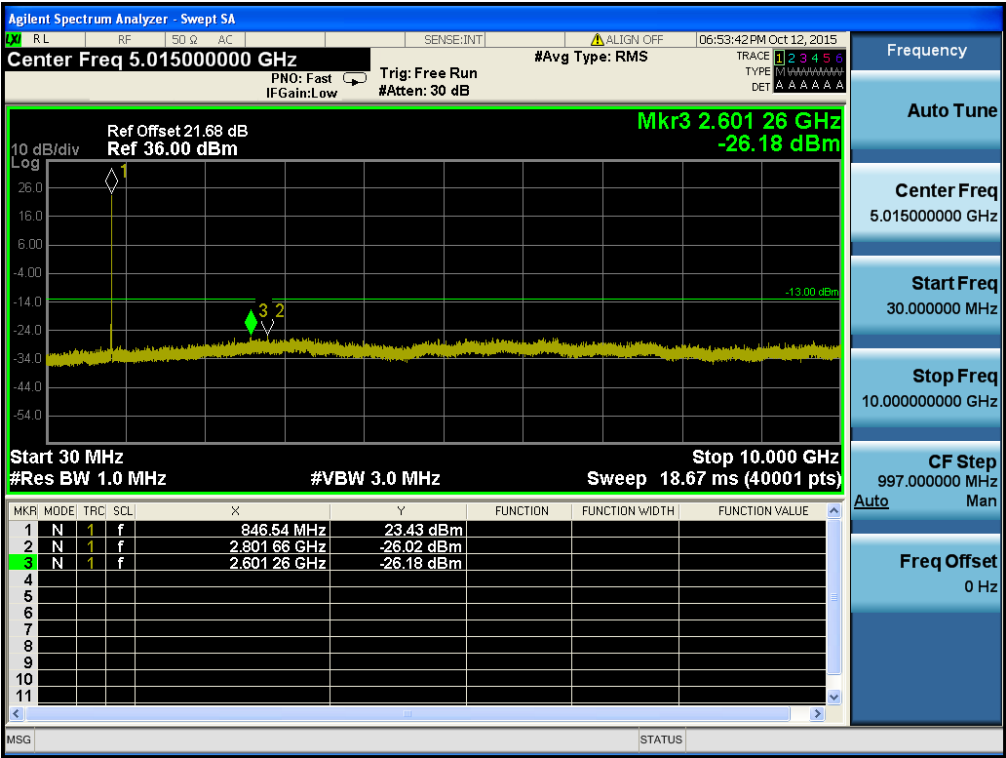 Agilent Spectrum Analyzer - Swept SA
LXI RL RF 50 Ω AC SENSE:INT ALIGN OFF 06:53:42 PM Oct 12, 2015
Center Freq 5.015000000 GHz
#Avg Type: RMS
TRACE 1 2 3 4 5 6
PNO: Fast Trig: Free Run
TYPE M WWWWW
IFGain:Low #Atten: 30 dB
DET A A A A A A
Mkr3 2.601 26 GHz
-26.18 dBm
Ref Offset 21.68 dB
10 dB/div Ref 36.00 dBm
Log
1
26.0
16.0
6.00
-4.00
-13.00 dBm
-14.0
3 2
-24.0
-34.0
-44.0
-54.0
Start 30 MHz Stop 10.000 GHz
#Res BW 1.0 MHz #VBW 3.0 MHz Sweep 18.67 ms (40001 pts)
MKR MODE TRC SCL X Y FUNCTION FUNCTION WIDTH FUNCTION VALUE
1 N 1 f 846.54 MHz 23.43 dBm
2 N 1 f 2.801 66 GHz -26.02 dBm
3 N 1 f 2.601 26 GHz -26.18 dBm
4
5
6
7
8
9
10
11
MSG STATUS
Frequency
Auto Tune
Center Freq
5.015000000 GHz
Start Freq
30.000000 MHz
Stop Freq
10.000000000 GHz
CF Step
997.000000 MHz
Auto Man
Freq Offset
0 Hz